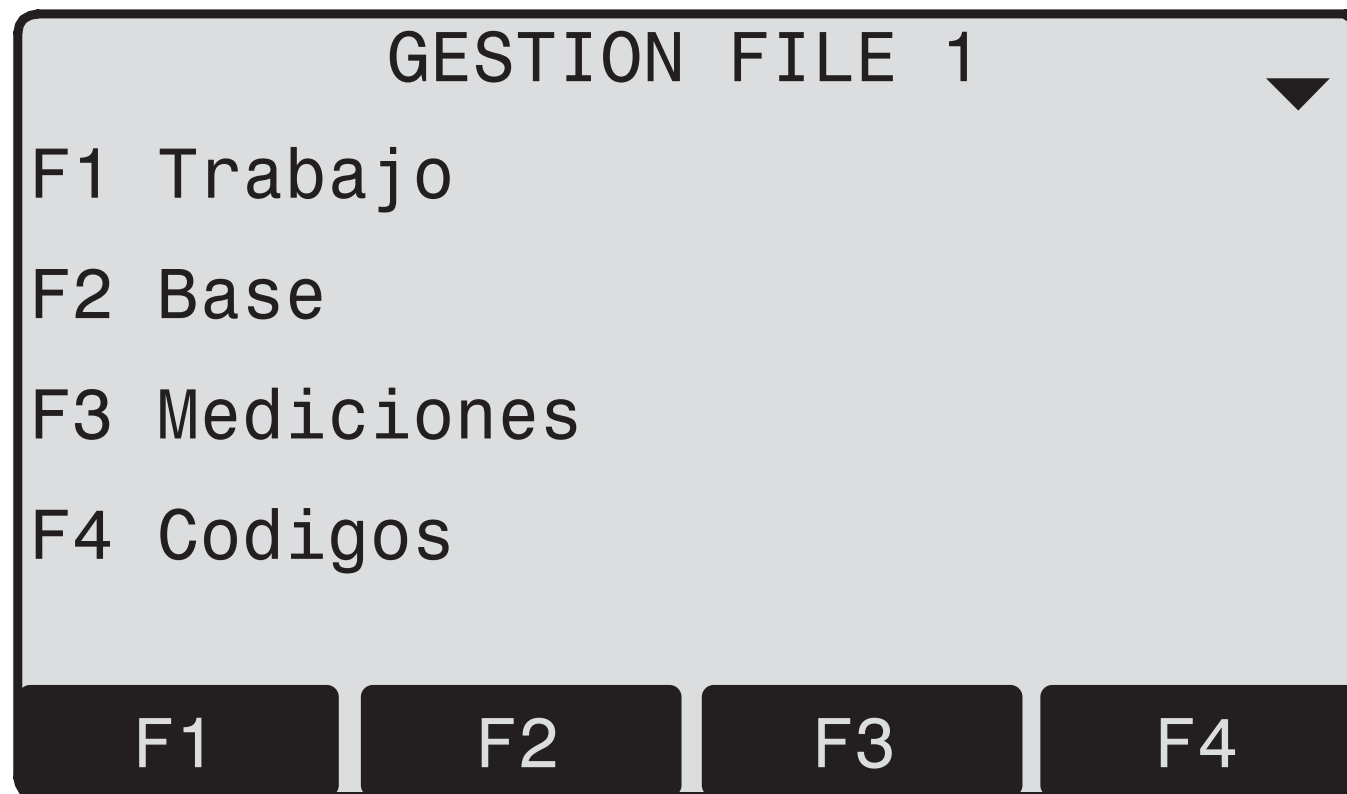 GESTION FILE 1
F1 Trabajo
F2 Base
F3 Mediciones
F4 Codigos
F1 F2 F3 F4